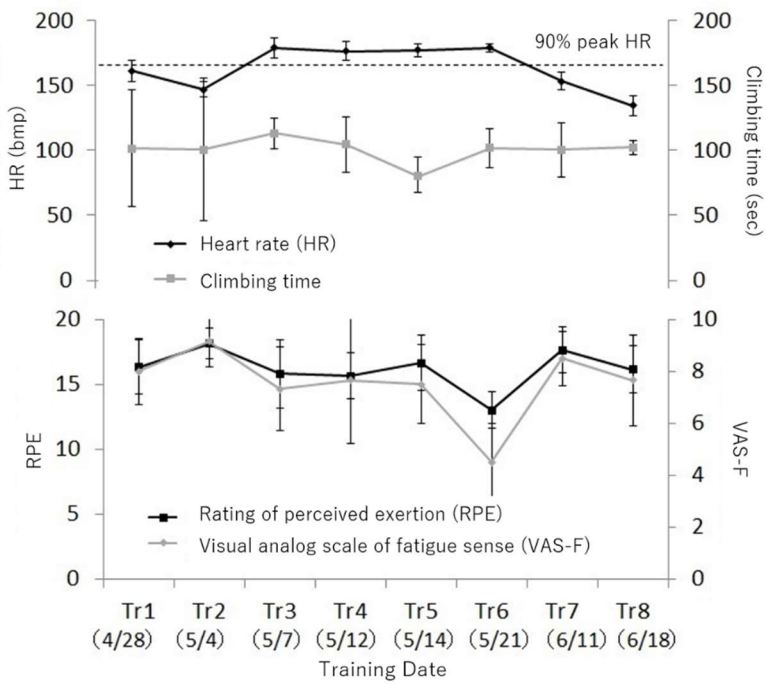 200
150
100
50
0
HR (bmp)
200
150
100
50
0
Climbing time (sec)
90% peak HR
Heart rate (HR)
Climbing time
20
15
10
5
0
RPE
10
8
6
4
2
0
VAS-F
Rating of perceived exertion (RPE)
Visual analog scale of fatigue sense (VAS-F)
Tr1 Tr2 Tr3 Tr4 Tr5 Tr6 Tr7 Tr8
(4/28) (5/4) (5/7) (5/12) (5/14) (5/21) (6/11) (6/18)
Training Date